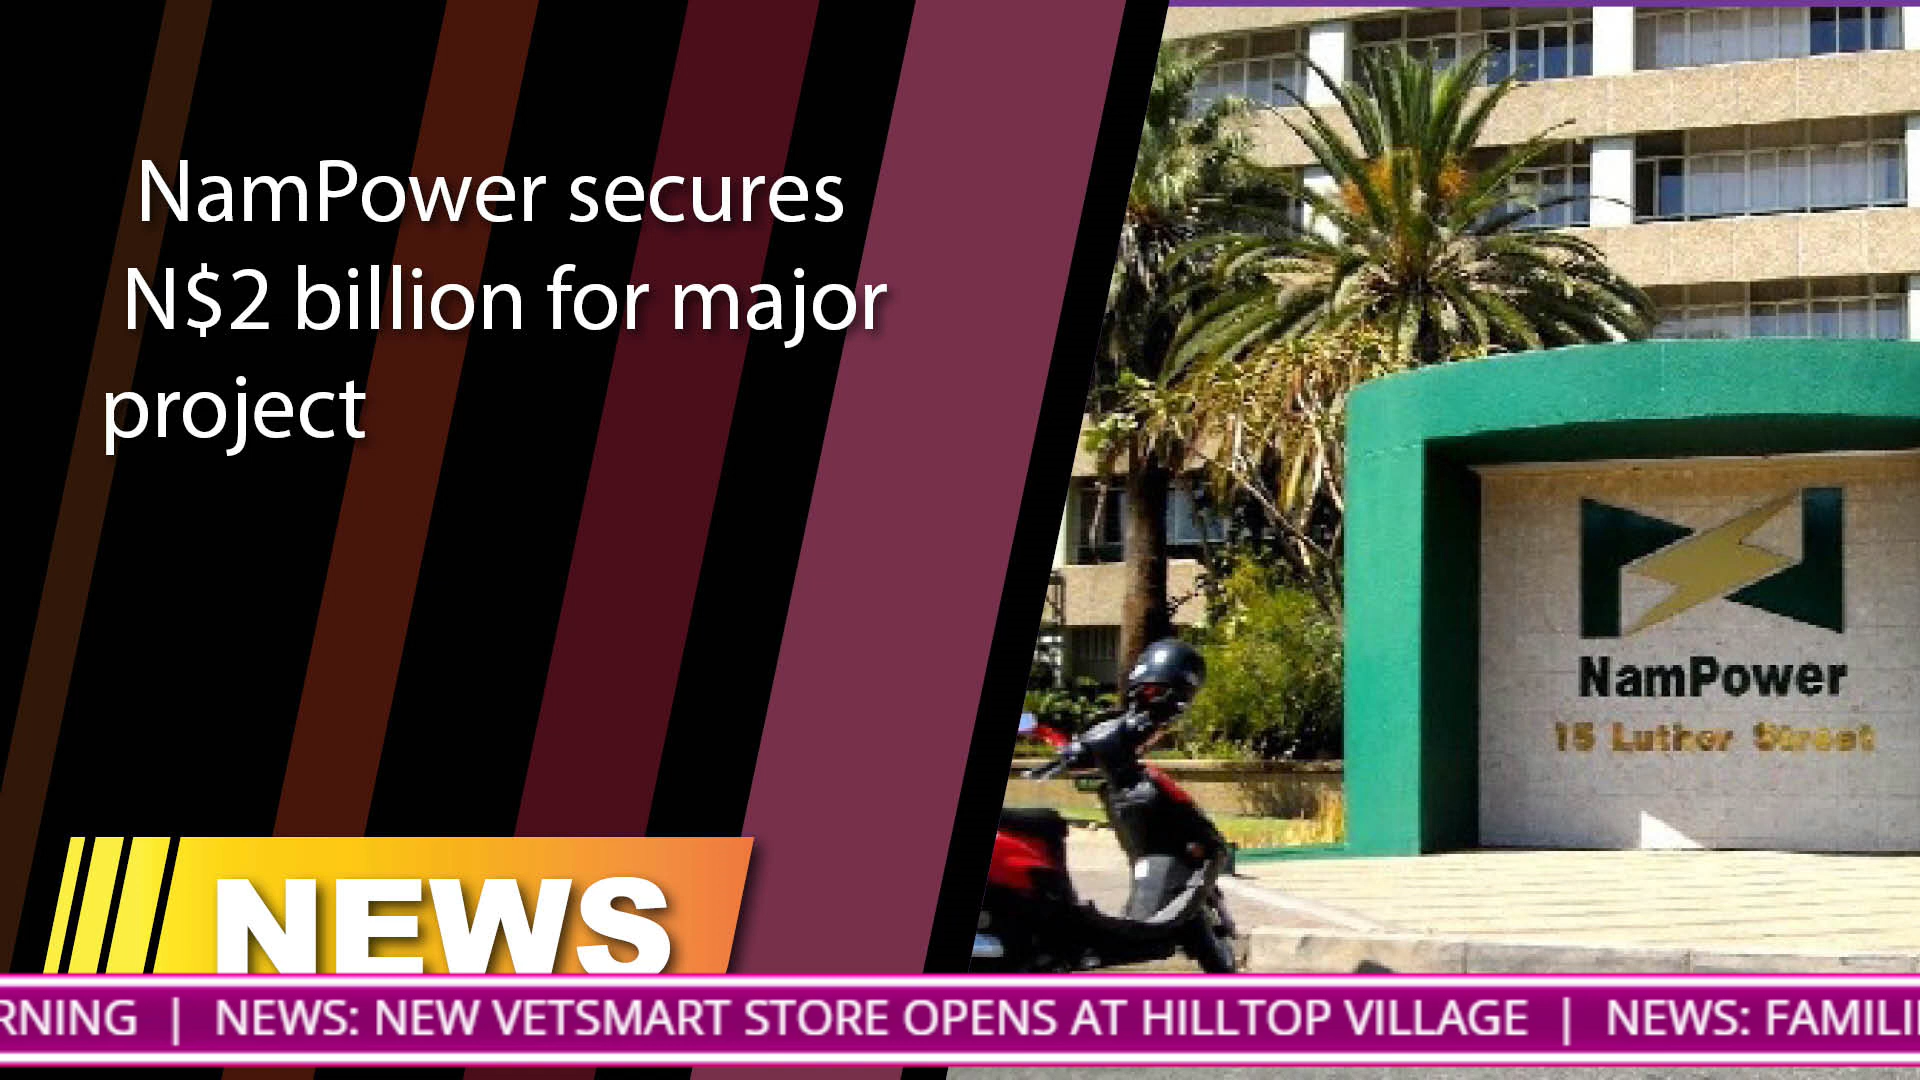 NamPower secures
N$2 billion for major
project
NamPower
15 Luther Street
NEWS
RNING | NEWS: NEW VETSMART STORE OPENS AT HILLTOP VILLAGE | NEWS: FAMILI